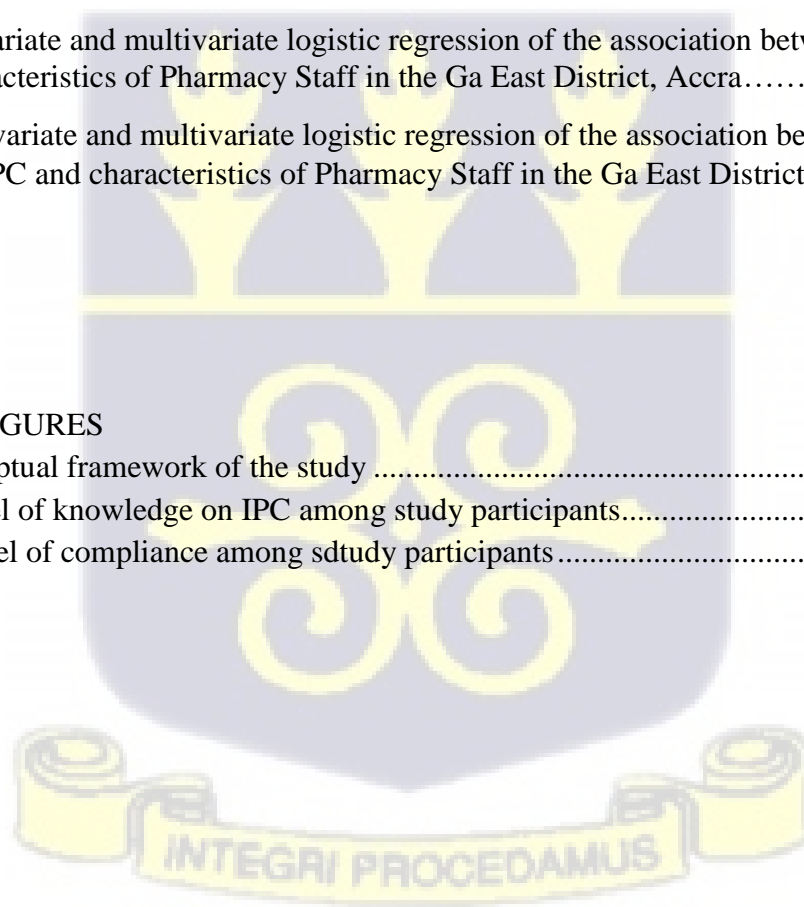 ariate and multivariate logistic regression of the association betw
acteristics of Pharmacy Staff in the Ga East District, Accra......
variate and multivariate logistic regression of the association be
PC and characteristics of Pharmacy Staff in the Ga East District
GURES
ptual framework of the study ..........................................................
el of knowledge on IPC among study participants........................
el of compliance among sdtudy participants ................................
INTEGRI PROCEDAMUS